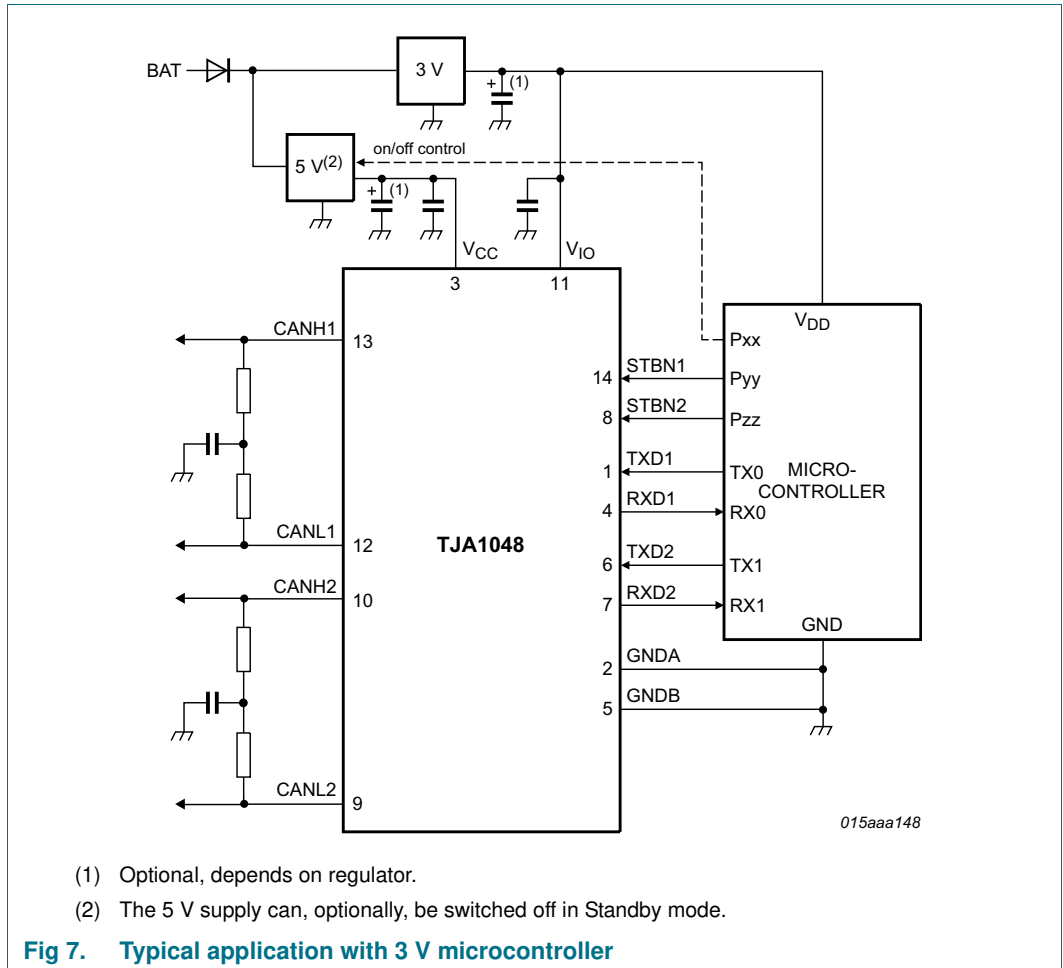 BAT
3 V
+ (1)
on/off control
5 V(2)
+ (1)
VCC
VIO
3
11
VDD
CANH1
13
Pxx
14
STBN1
Pyy
8
STBN2
Pzz
1
TXD1
TX0
MICRO-
CONTROLLER
4
RXD1
RX0
CANL1
12
TJA1048
6
TXD2
TX1
CANH2
10
7
RXD2
RX1
GND
2
GNDA
5
GNDB
CANL2
9
015aaa148
(1) Optional, depends on regulator.
(2) The 5 V supply can, optionally, be switched off in Standby mode.
Fig 7. Typical application with 3 V microcontroller